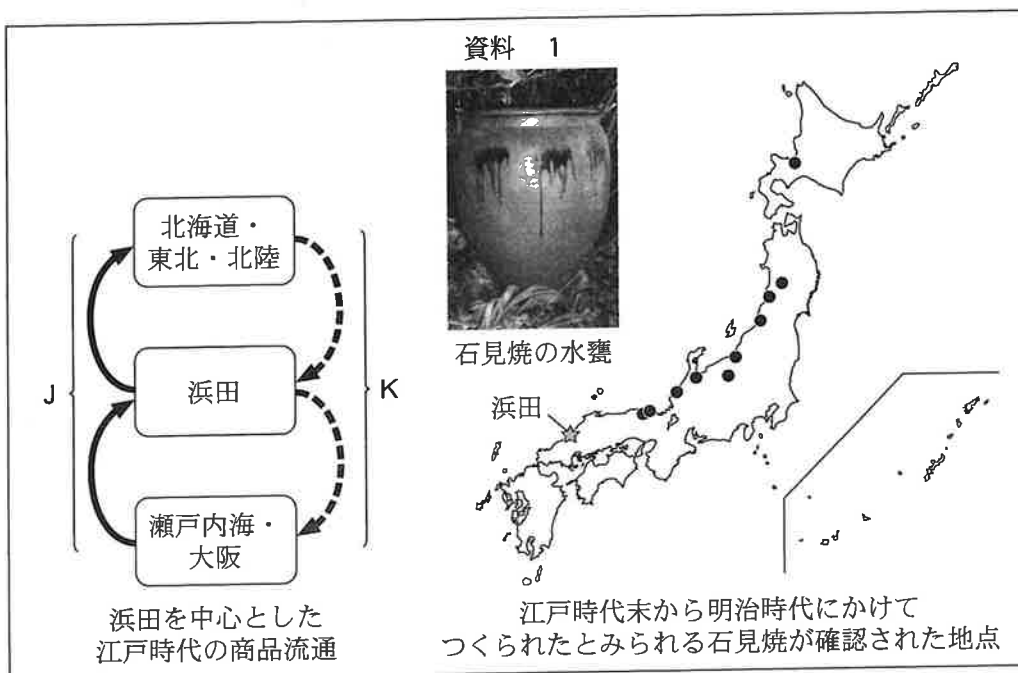 資料 1
北海道・
東北・北陸
浜田
瀬戸内海・
大阪
J
K
浜田を中心とした
江戸時代の商品流通
石見焼の水甕
浜田
江戸時代末から明治時代にかけて
つくられたとみられる石見焼が確認された地点